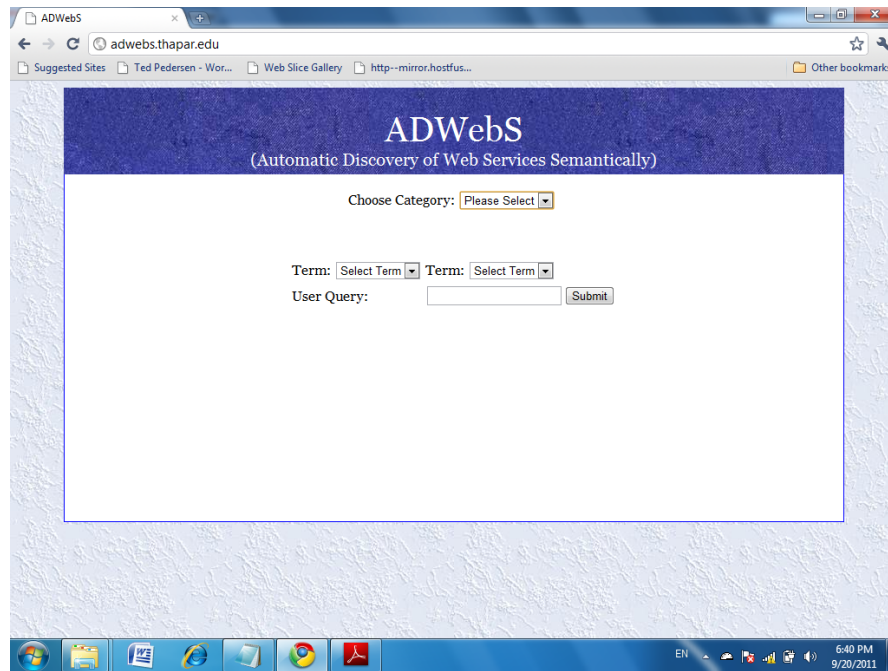 ADWebS
adwebs.thapar.edu
Suggested Sites Ted Pedersen - Wor... Web Slice Gallery http--mirror.hostfus... Other bookmark
ADWebS
(Automatic Discovery of Web Services Semantically)
Choose Category: Please Select
Term: Select Term Term: Select Term
User Query: Submit
EN 6:40 PM
9/20/2011